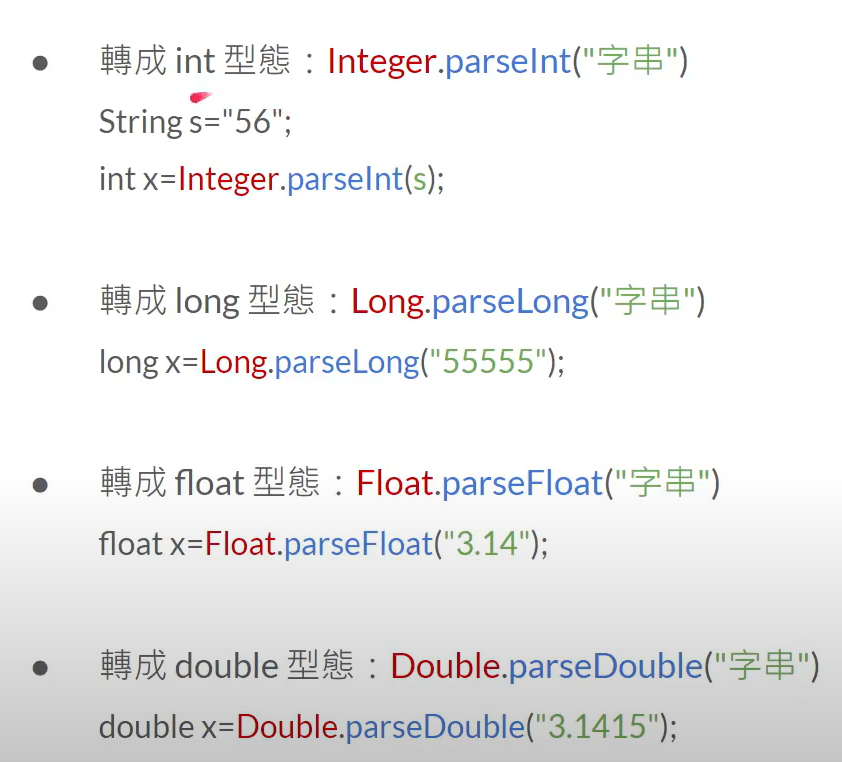 ● 轉成 int 型態：Integer.parseInt("字串")
String s="56";
int x=Integer.parseInt(s);
● 轉成 long 型態：Long.parseLong("字串")
long x=Long.parseLong("55555");
● 轉成 float 型態：Float.parseFloat("字串")
float x=Float.parseFloat("3.14");
● 轉成 double 型態：Double.parseDouble("字串")
double x=Double.parseDouble("3.1415");